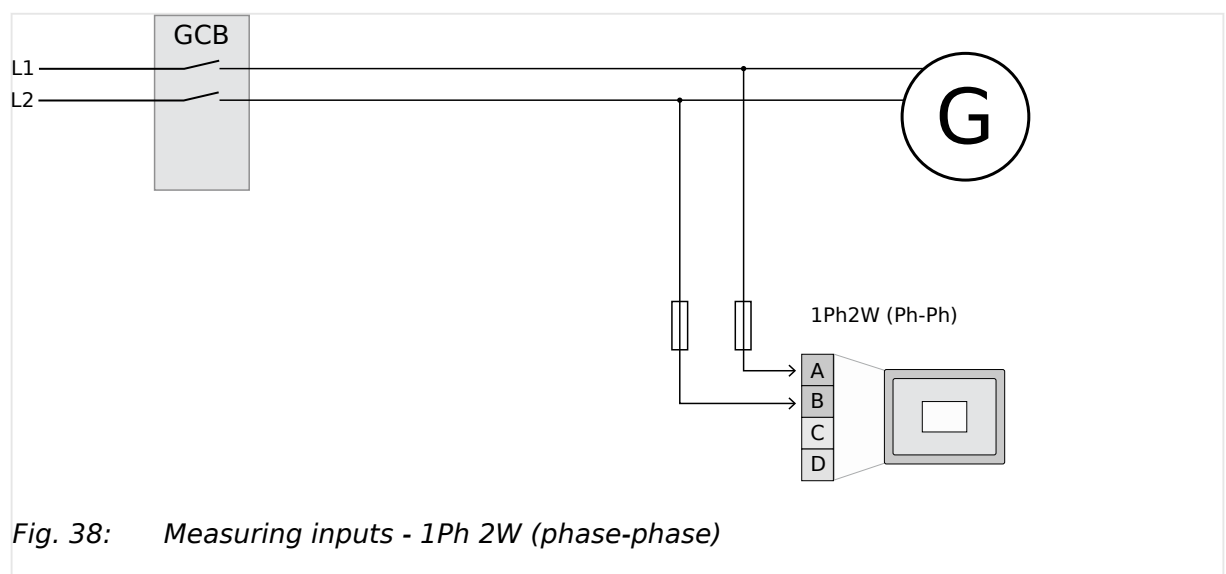 GCB
L1
L2
G
1Ph2W (Ph-Ph)
A
B
C
D
Fig. 38: Measuring inputs - 1Ph 2W (phase-phase)